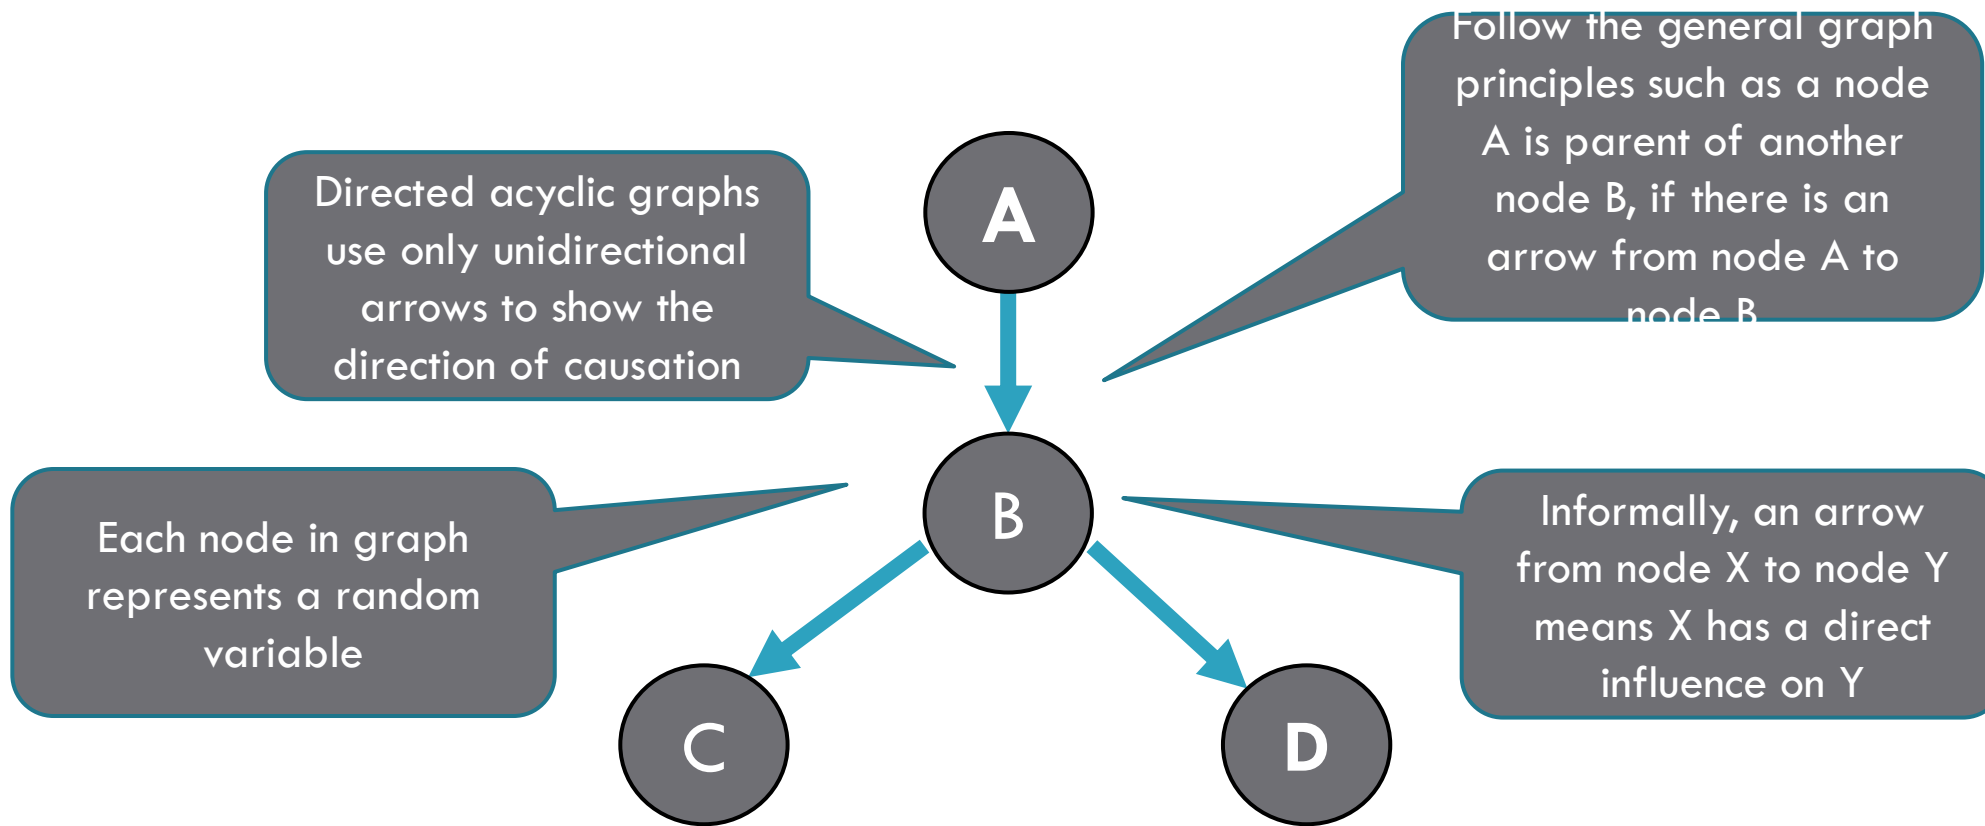 Follow the general graph
principles such as a node
A is parent of another
node B, if there is an
arrow from node A to
node B
Directed acyclic graphs
use only unidirectional
arrows to show the
direction of causation
A
Each node in graph
represents a random
variable
B
Informally, an arrow
from node X to node Y
means X has a direct
influence on Y
C
D